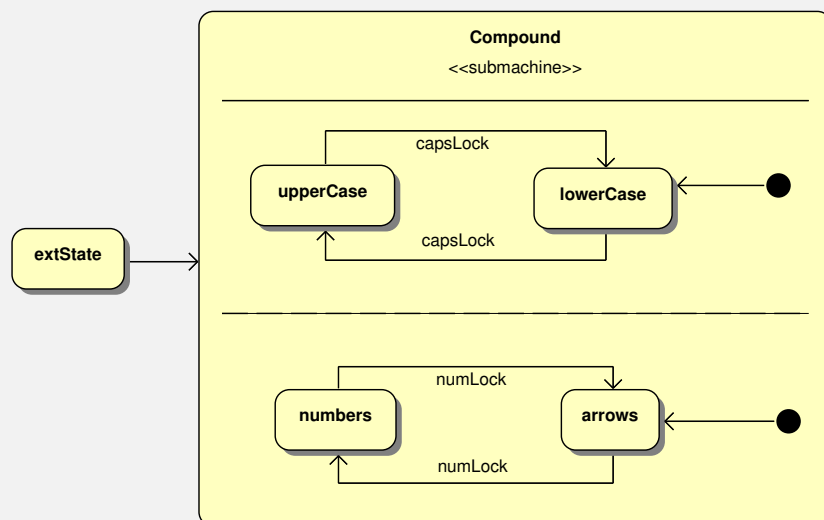 Compound
<<submachine>>
capsLock
upperCase
lowerCase
capsLock
extState
numLock
numbers
arrows
numLock